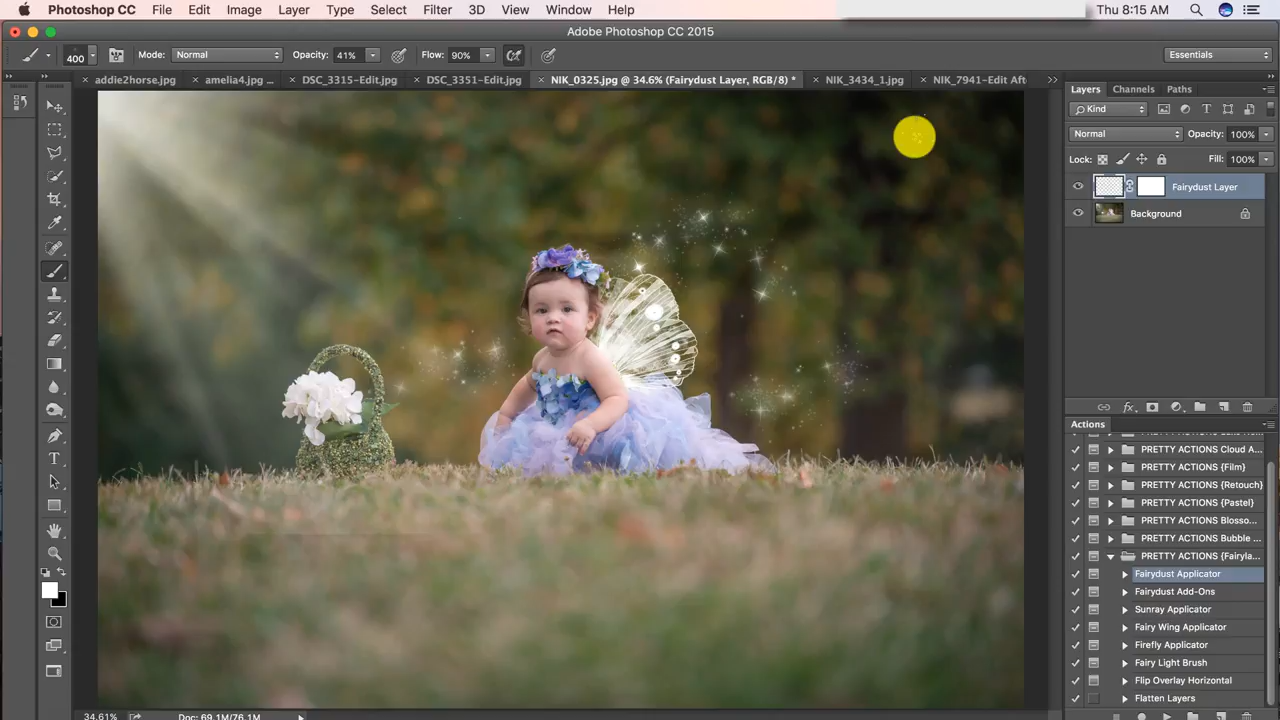 Photoshop CC File Edit Image Layer Type Select Filter 3D View Window Help Thu 8:15 AM
Adobe Photoshop CC 2015
400 Mode: Normal Opacity: 41% Flow: 90% Essentials
addie2horse.jpg amelia4.jpg ... DSC_3315-Edit.jpg DSC_3351-Edit.jpg NIK_0325.jpg @ 34.6% (Fairydust Layer, RGB/8) * NIK_3434_1.jpg NIK_7941-Edit Aft
Layers Channels Paths
Kind
Normal Opacity: 100%
Lock: Fill: 100%
Fairydust Layer
Background
Actions
PRETTY ACTIONS Cloud A...
PRETTY ACTIONS {Film}
PRETTY ACTIONS {Retouch}
PRETTY ACTIONS {Pastel}
PRETTY ACTIONS Blosso...
PRETTY ACTIONS Bubble ...
PRETTY ACTIONS {Fairyla...
Fairydust Applicator
Fairydust Add-Ons
Sunray Applicator
Fairy Wing Applicator
Firefly Applicator
Fairy Light Brush
Flip Overlay Horizontal
Flatten Layers
34.61% Doc: 69.1M/76.1M